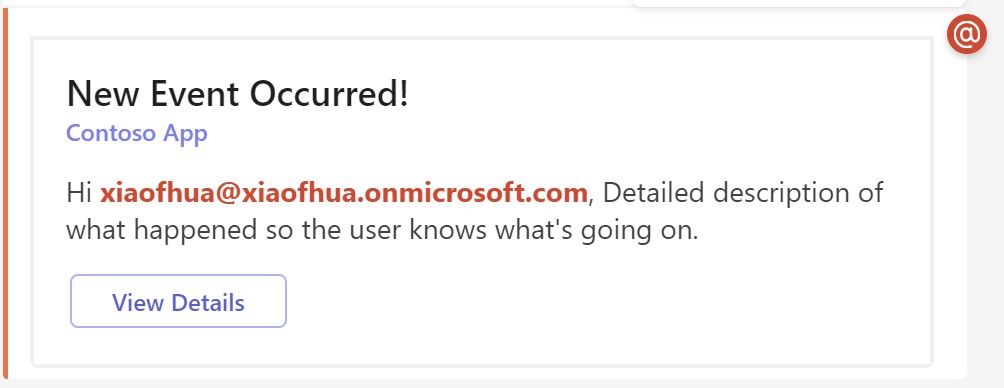 @
New Event Occurred!
Contoso App
Hi xiaofhua@xiaofhua.onmicrosoft.com, Detailed description of
what happened so the user knows what's going on.
View Details